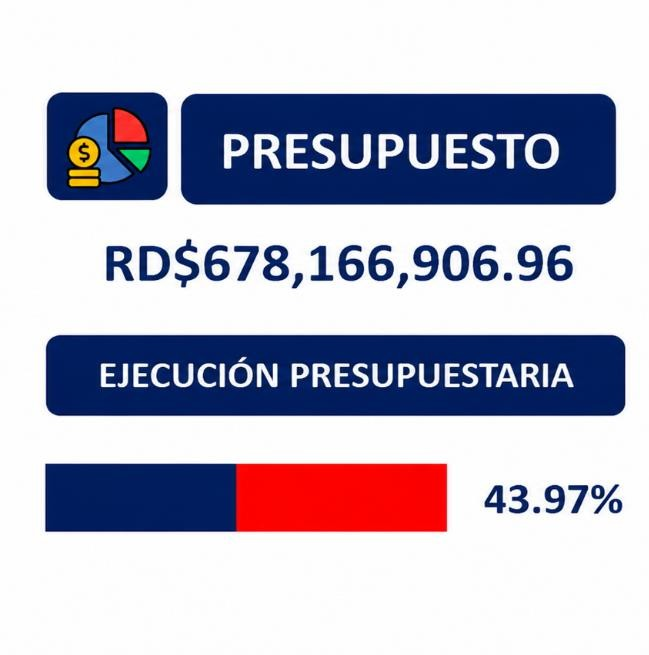 $
PRESUPUESTO
RD$678,166,906.96
EJECUCIÓN PRESUPUESTARIA
43.97%